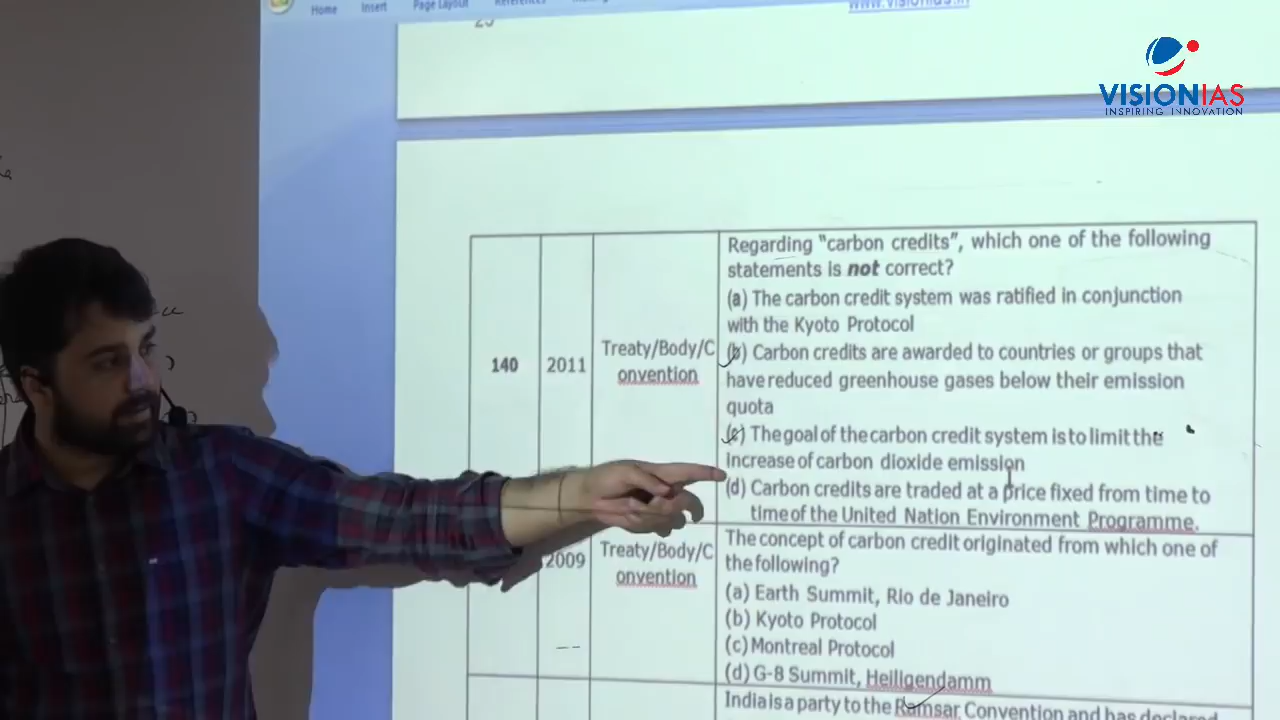 Home Insert Page Layout References
www.visionias.in
25
VISIONIAS
INSPIRING INNOVATION
140
2011
Treaty/Body/C
onvention
Regarding “carbon credits”, which one of the following
statements is not correct?
(a) The carbon credit system was ratified in conjunction
with the Kyoto Protocol
(b) Carbon credits are awarded to countries or groups that
have reduced greenhouse gases below their emission
quota
(c) The goal of the carbon credit system is to limit the
increase of carbon dioxide emission
(d) Carbon credits are traded at a price fixed from time to
time of the United Nation Environment Programme.
2009
Treaty/Body/C
onvention
The concept of carbon credit originated from which one of
the following?
(a) Earth Summit, Rio de Janeiro
(b) Kyoto Protocol
(c) Montreal Protocol
(d) G-8 Summit, Heiligendamm
India is a party to the Ramsar Convention and has declared